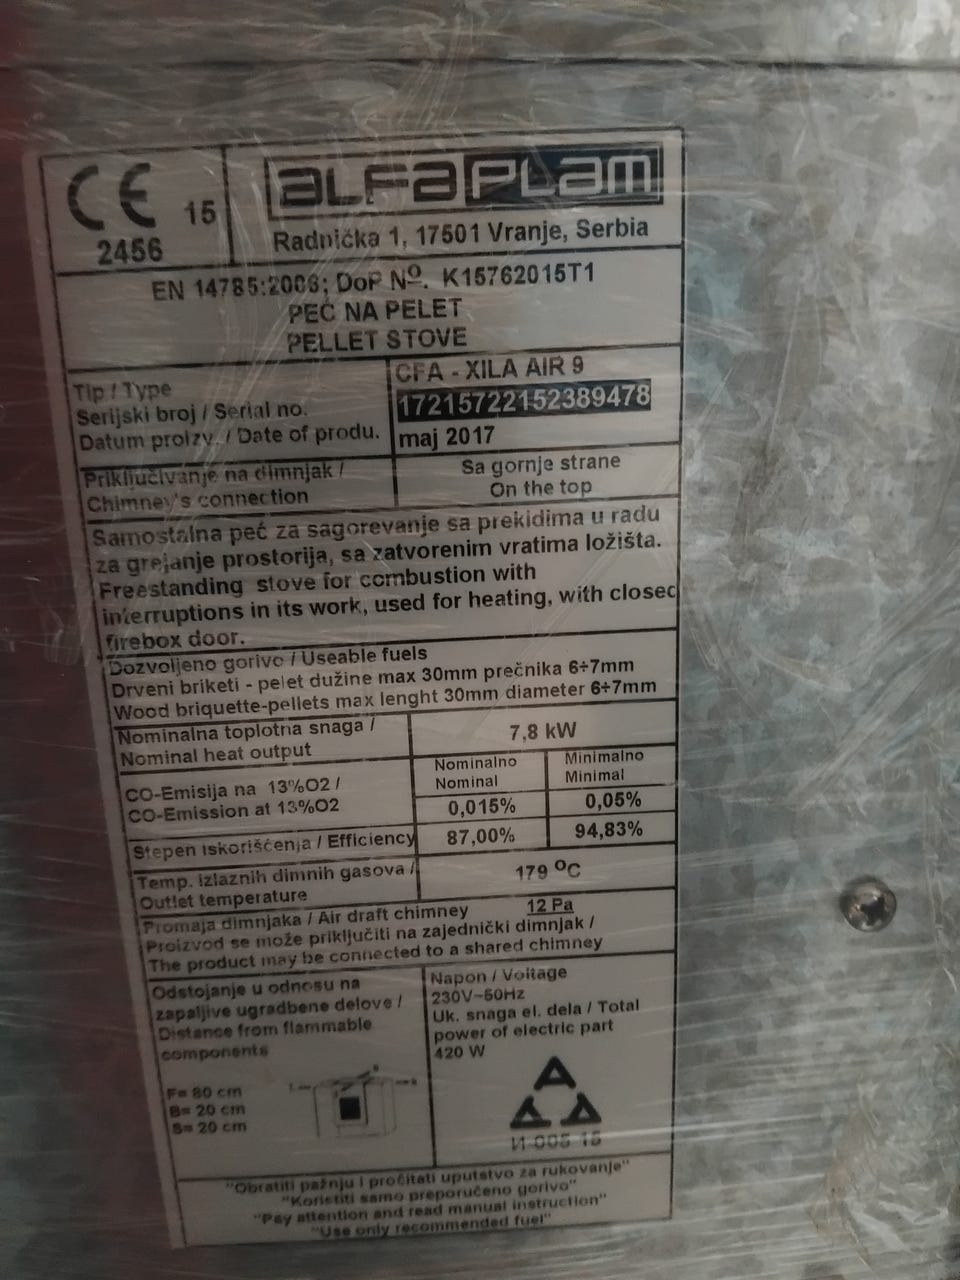 CE 15
2456
ALFA PLAM
Radnička 1, 17501 Vranje, Serbia
EN 14785:2006; DoP Nº. K15762015T1
PEĆ NA PELET
PELLET STOVE
Tip / Type
CFA - XILA AIR 9
Serijski broj / Serial no.
17215722152389478
Datum proizv. / Date of produ.
maj 2017
Priključivanje na dimnjak /
Chimney's connection
Sa gornje strane
On the top
Samostalna peć za sagorevanje sa prekidima u radu
za grejanje prostorija, sa zatvorenim vratima ložišta.
Freestanding stove for combustion with
interruptions in its work, used for heating, with closed
firebox door.
Dozvoljeno gorivo / Useable fuels
Drveni briketi - pelet dužine max 30mm prečnika 6÷7mm
Wood briquette-pellets max lenght 30mm diameter 6÷7mm
Nominalna toplotna snaga /
Nominal heat output
7,8 kW
CO-Emisija na 13%O2 /
CO-Emission at 13%O2
Nominalno
Nominal
Minimalno
Minimal
0,015%
0,05%
Stepen iskorišćenja / Efficiency
87,00%
94,83%
Temp. izlaznih dimnih gasova /
Outlet temperature
179 ºC
Promaja dimnjaka / Air draft chimney 12 Pa
Proizvod se može priključiti na zajednički dimnjak /
The product may be connected to a shared chimney
Odstojanje u odnosu na
zapaljive ugradbene delove /
Distance from flammable
components
F= 80 cm
B= 20 cm
S= 20 cm
Napon / Voltage
230V~50Hz
Uk. snaga el. dela / Total
power of electric part
420 W
A
A A
И 005 15
"Obratiti pažnju i pročitati uputstvo za rukovanje"
"Koristiti samo preporučeno gorivo"
"Pay attention and read manual instruction"
"Use only recommended fuel"